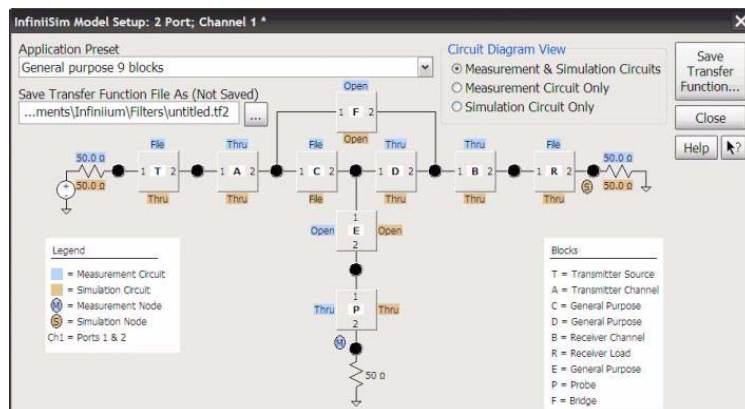 InfiniiSim Model Setup: 2 Port; Channel 1 *
Application Preset
General purpose 9 blocks
Save Transfer Function File As (Not Saved)
...ments\Infiniium\Filters\untitled.tf2
...
Circuit Diagram View
Measurement & Simulation Circuits
Measurement Circuit Only
Simulation Circuit Only
Save
Transfer
Function...
Close
Help
?
Open
1 F 2
Open
File
Thru
File
Thru
Thru
File
50.0 Ω
50.0 Ω
1 T 2
1 A 2
1 C 2
1 D 2
1 B 2
1 R 2
50.0 Ω
50.0 Ω
S
Thru
Thru
File
Thru
Thru
Thru
Open
1
E
2
Open
Thru
1
P
2
Thru
M
50 Ω
Legend
= Measurement Circuit
= Simulation Circuit
M = Measurement Node
S = Simulation Node
Ch1 = Ports 1 & 2
Blocks
T = Transmitter Source
A = Transmitter Channel
C = General Purpose
D = General Purpose
B = Receiver Channel
R = Receiver Load
E = General Purpose
P = Probe
F = Bridge